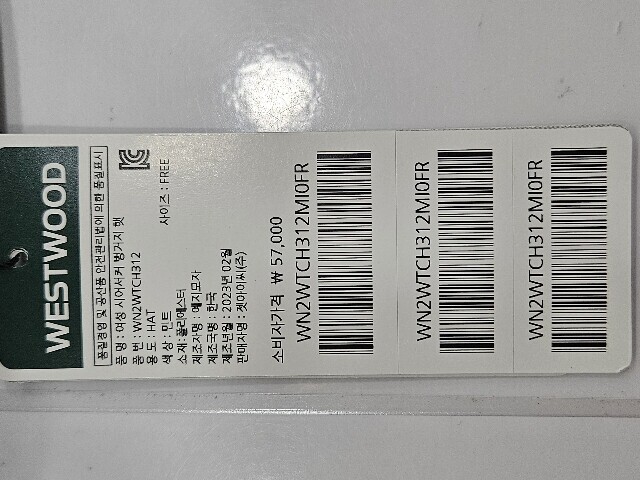 WESTWOOD
품질경영 및 공산품 안전관리법에 의한 품질표시
품 명 : 여성 시어서커 벙거지 햇
품 번 : WN2WTCH312
용 도 : HAT
색 상 : 민트
사이즈 : FREE
소재 : 폴리에스터
제조자명 : 예지모자
제조국명 : 한국
제조년월 : 2023년 02월
판매자명 : 젯아이씨(주)
소비자가격 ₩ 57,000
WN2WTCH312MI0FR
WN2WTCH312MI0FR
WN2WTCH312MI0FR